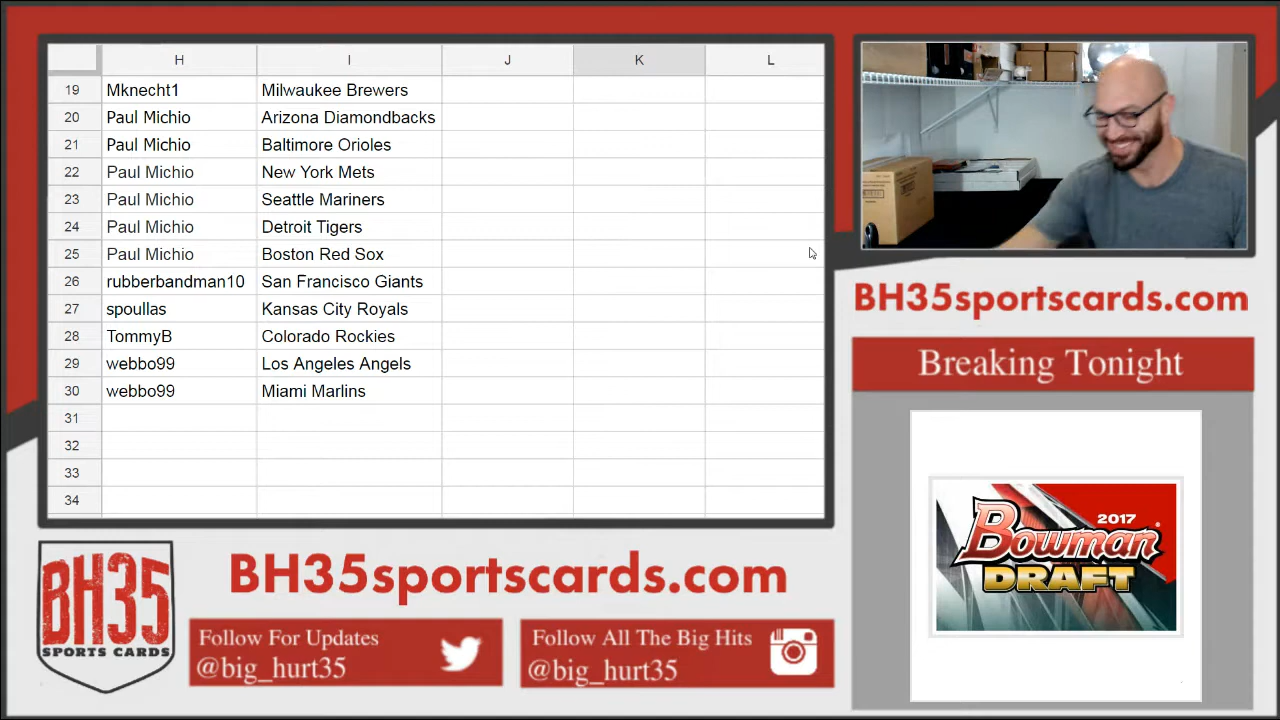 H I J K L
19 Mknecht1 Milwaukee Brewers
20 Paul Michio Arizona Diamondbacks
21 Paul Michio Baltimore Orioles
22 Paul Michio New York Mets
23 Paul Michio Seattle Mariners
24 Paul Michio Detroit Tigers
25 Paul Michio Boston Red Sox
26 rubberbandman10 San Francisco Giants
27 spoullas Kansas City Royals
28 TommyB Colorado Rockies
29 webbo99 Los Angeles Angels
30 webbo99 Miami Marlins
31
32
33
34
BH35sportscards.com
Breaking Tonight
2017
Bowman
DRAFT
BH35
SPORTS CARDS
BH35sportscards.com
Follow For Updates
@big_hurt35
Follow All The Big Hits
@big_hurt35